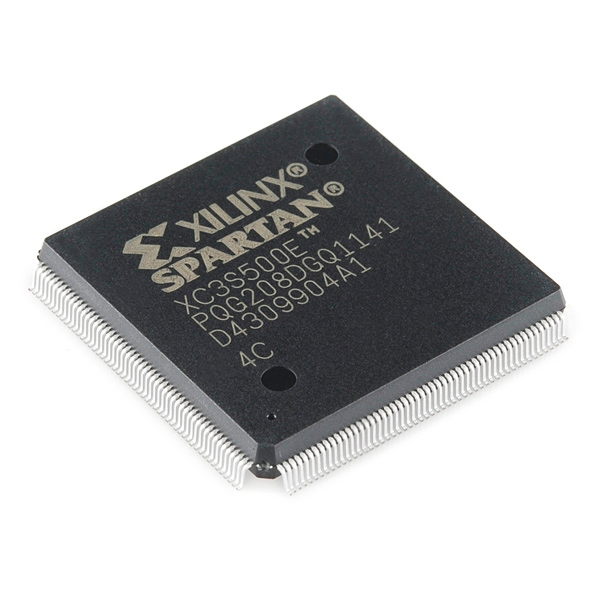 XILINX®
SPARTAN®
XC3S500E™
PQG208DGQ1141
D4309904A1
4C